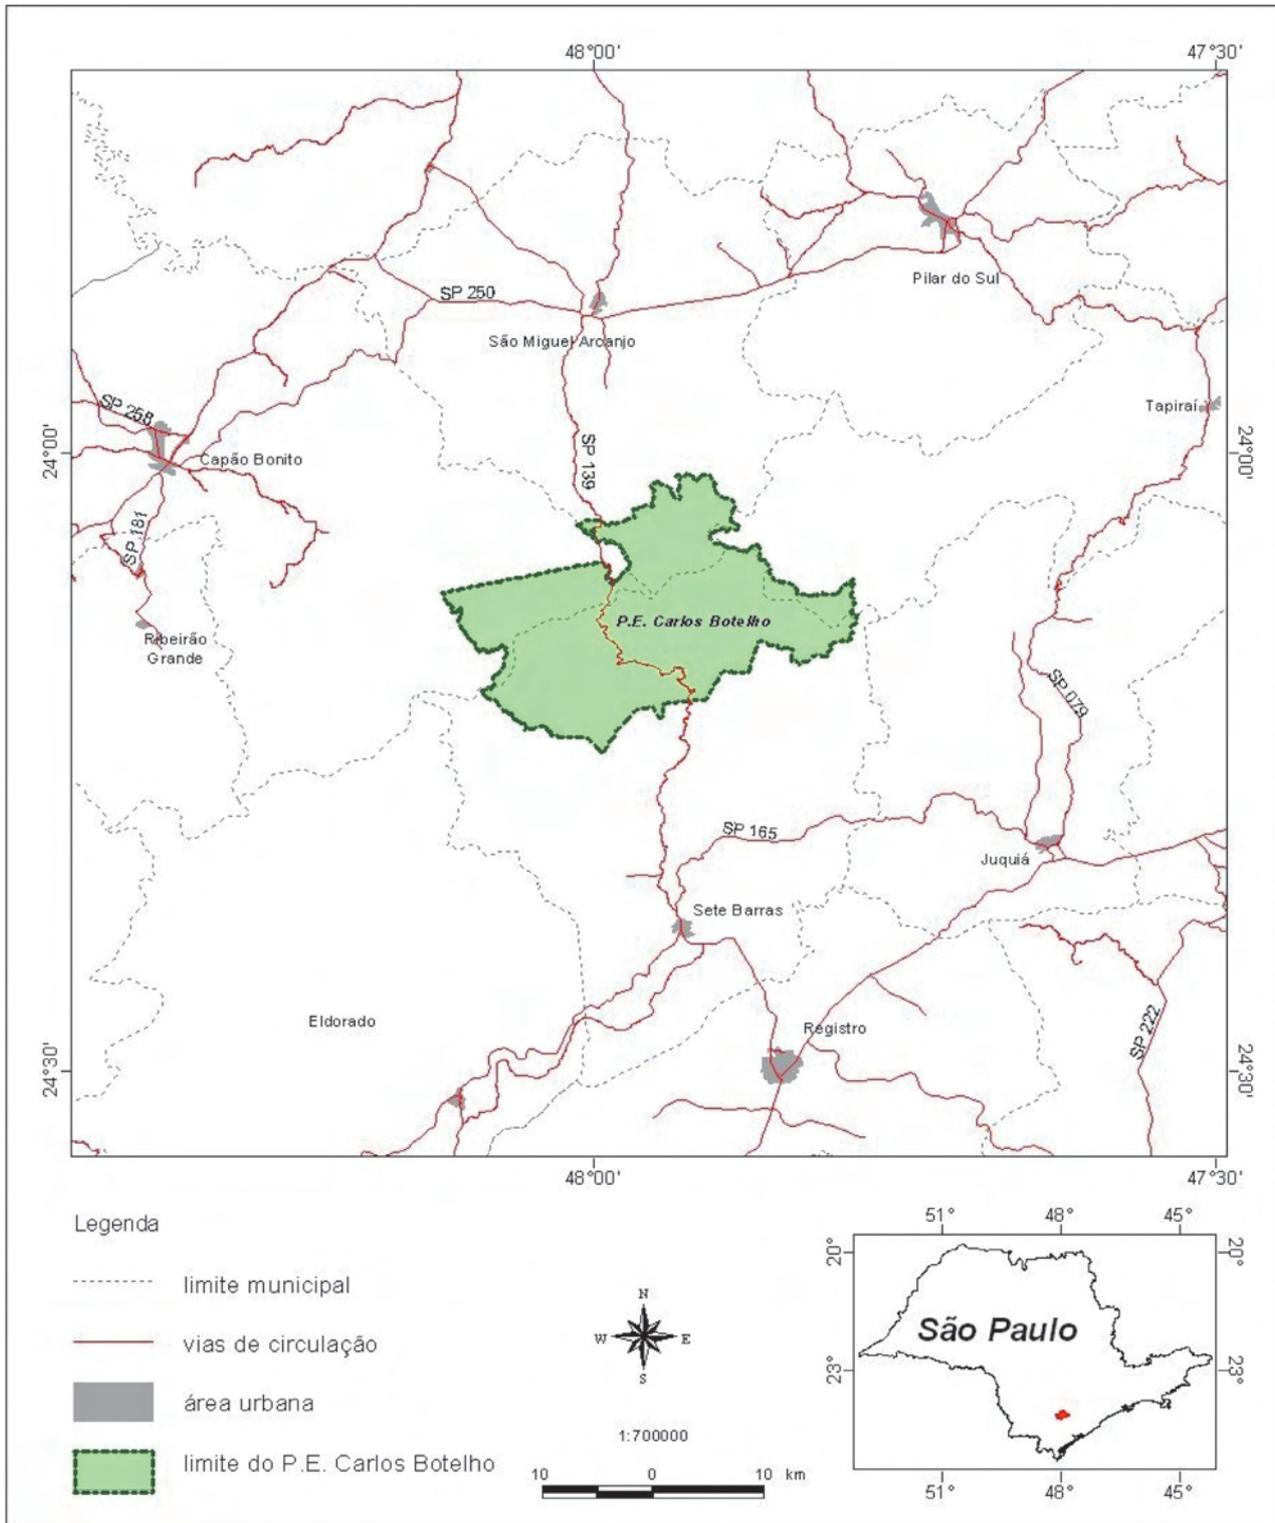 48°00'
47°30'
SP 250
Pilar do Sul
São Miguel Arcanjo
SP 258
Tapiraí
24°00'
Capão Bonito
SP 139
24°00'
SP 181
P.E. Carlos Botelho
Ribeirão
Grande
SP 079
SP 165
Juquiá
Sete Barras
Eldorado
Registro
SP 222
24°30'
24°30'
48°00'
47°30'
Legenda
limite municipal
vias de circulação
área urbana
limite do P.E. Carlos Botelho
N
W
E
S
1:700000
10
0
10 km
51°
48°
45°
20°
20°
São Paulo
23°
23°
51°
48°
45°